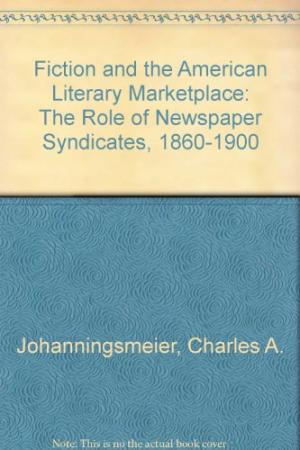 Fiction and the American
Literary Marketplace:
The Role of Newspaper
Syndicates, 1860-1900
Johanningsmeier, Charles A.
Note: This is no the actual book cover